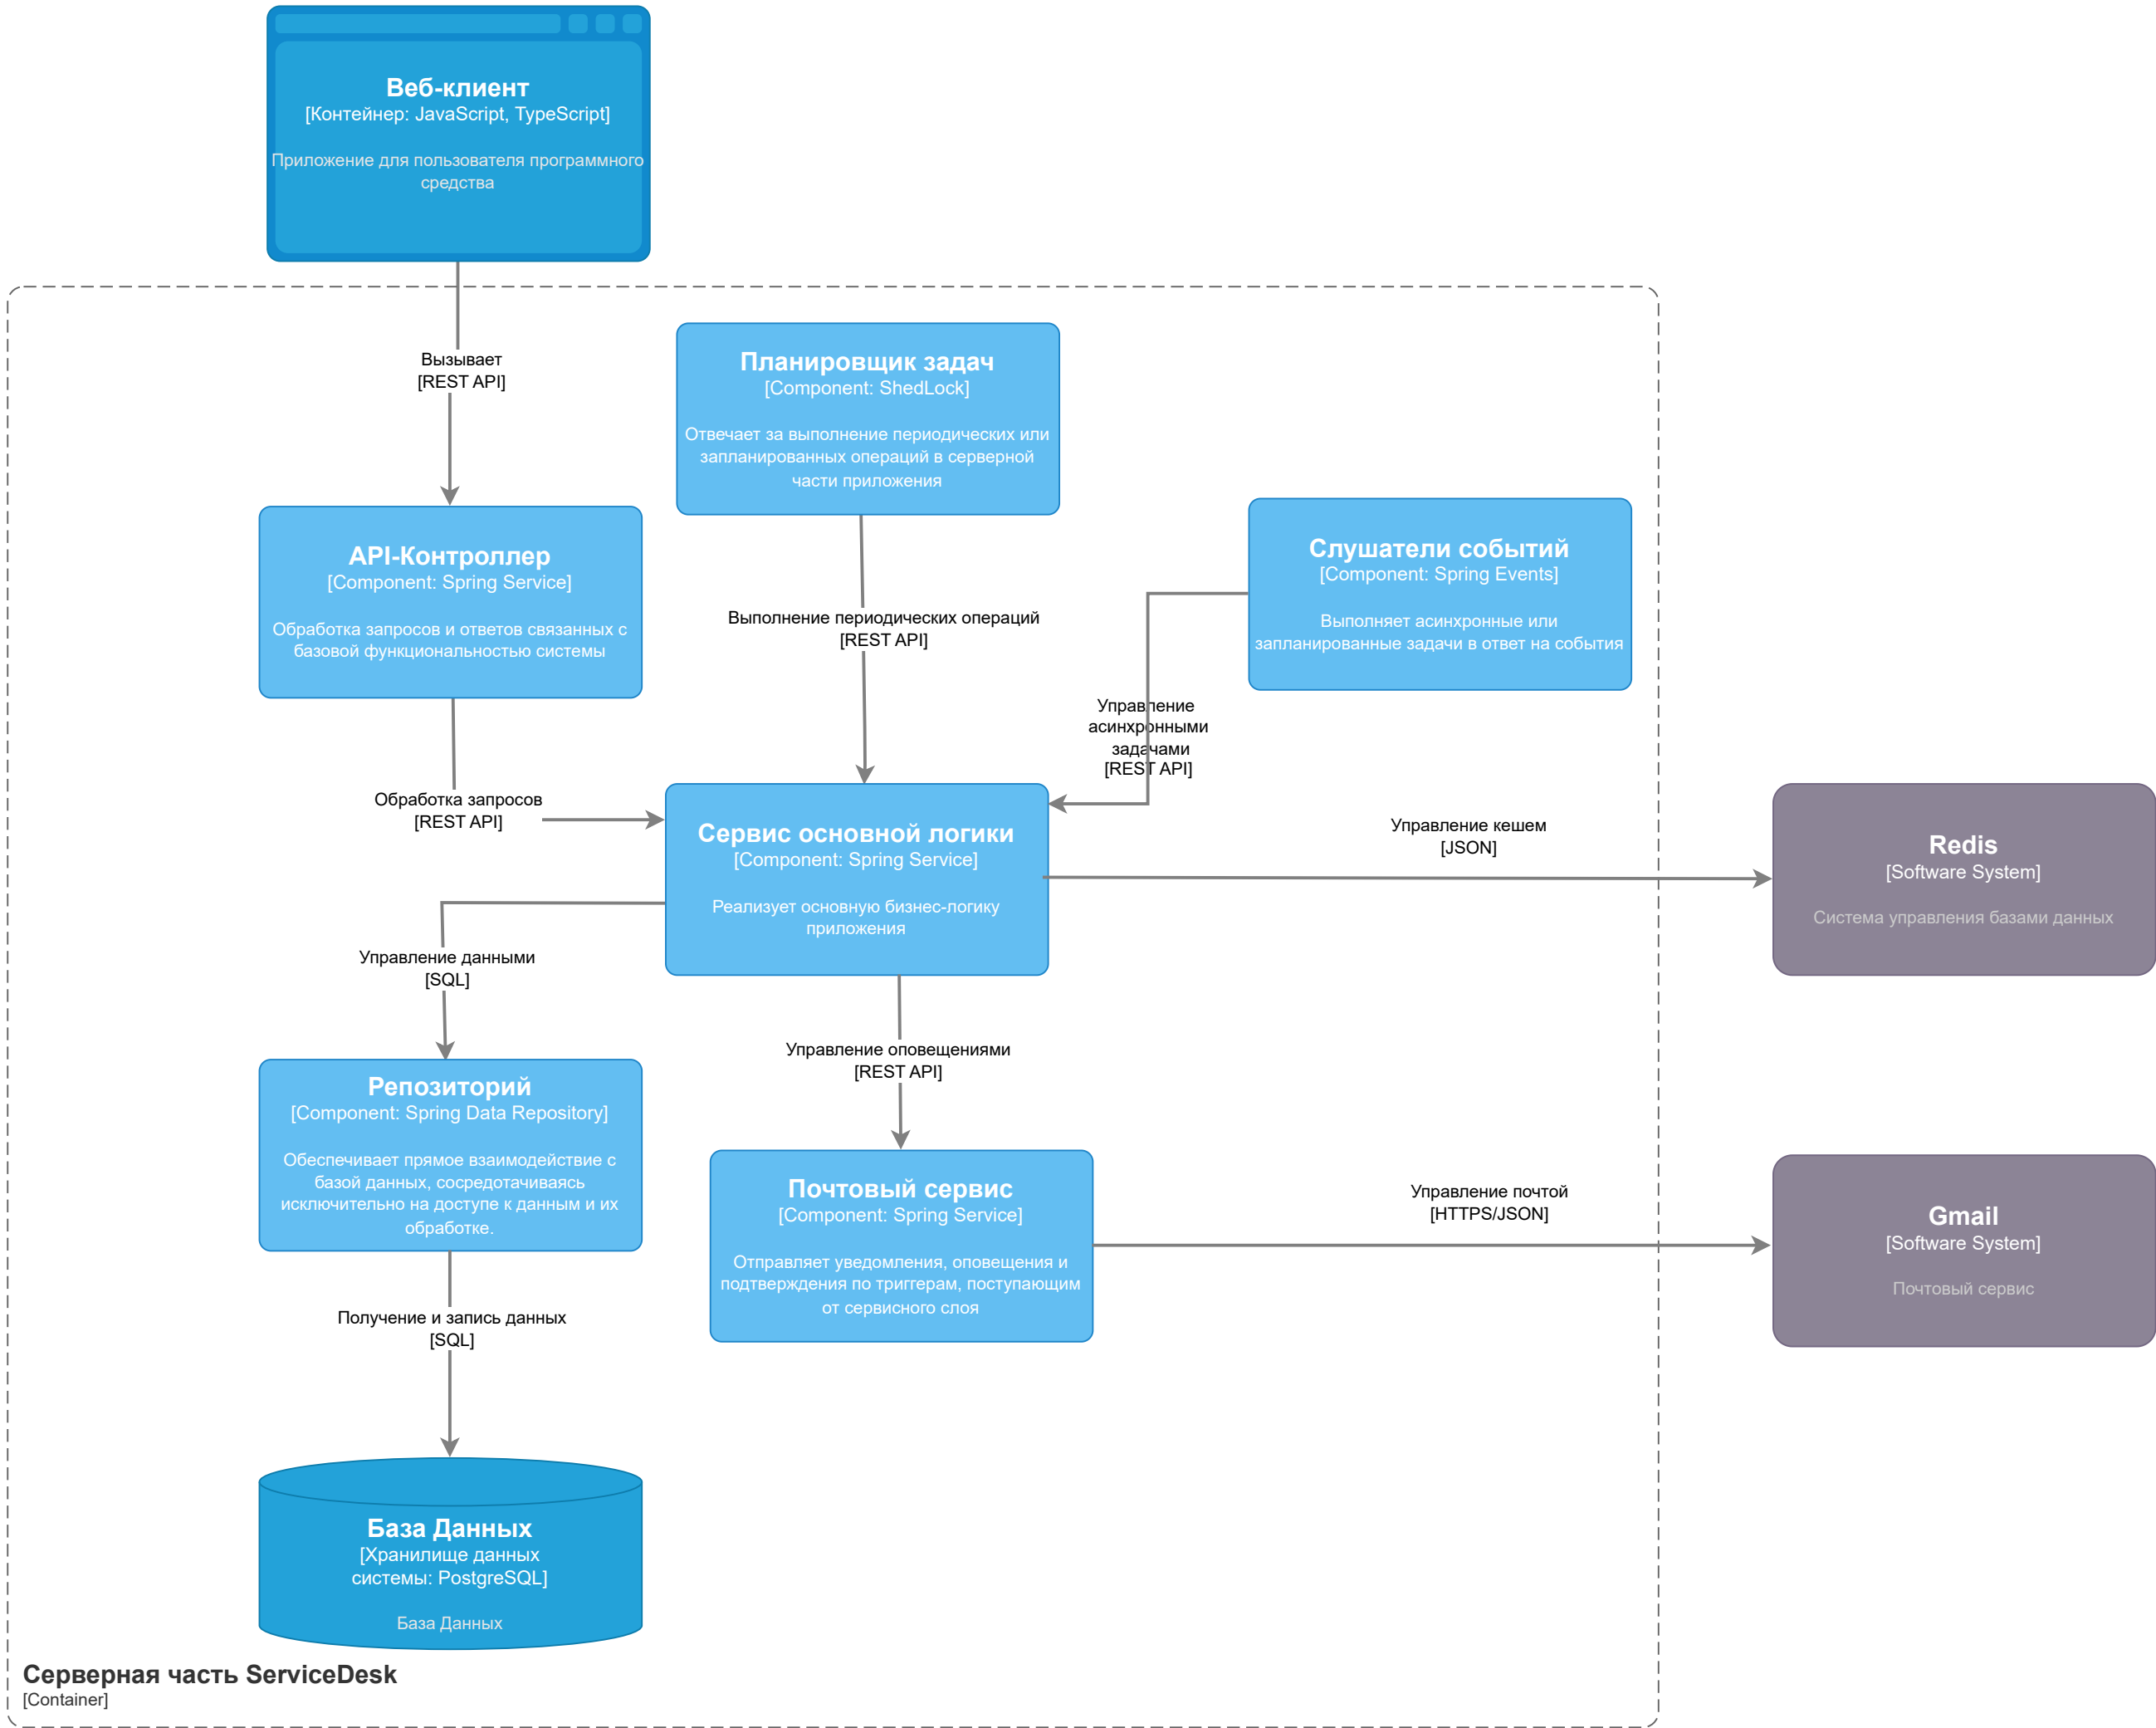 Веб-клиент
[Контейнер: JavaScript, TypeScript]
Приложение для пользователя программного
средства
Вызывает
[REST API]
Планировщик задач
[Component: ShedLock]
Отвечает за выполнение периодических или
запланированных операций в серверной
части приложения
API-Контроллер
[Component: Spring Service]
Обработка запросов и ответов связанных с
базовой функциональностью системы
Слушатели событий
[Component: Spring Events]
Выполняет асинхронные или
запланированные задачи в ответ на события
Выполнение периодических операций
[REST API]
Управление
асинхронными
задачами
[REST API]
Обработка запросов
[REST API]
Сервис основной логики
[Component: Spring Service]
Реализует основную бизнес-логику
приложения
Управление кешем
[JSON]
Redis
[Software System]
Система управления базами данных
Управление данными
[SQL]
Управление оповещениями
[REST API]
Репозиторий
[Component: Spring Data Repository]
Обеспечивает прямое взаимодействие с
базой данных, сосредотачиваясь
исключительно на доступе к данным и их
обработке.
Почтовый сервис
[Component: Spring Service]
Отправляет уведомления, оповещения и
подтверждения по триггерам, поступающим
от сервисного слоя
Управление почтой
[HTTPS/JSON]
Gmail
[Software System]
Почтовый сервис
Получение и запись данных
[SQL]
База Данных
[Хранилище данных
системы: PostgreSQL]
База Данных
Серверная часть ServiceDesk
[Container]